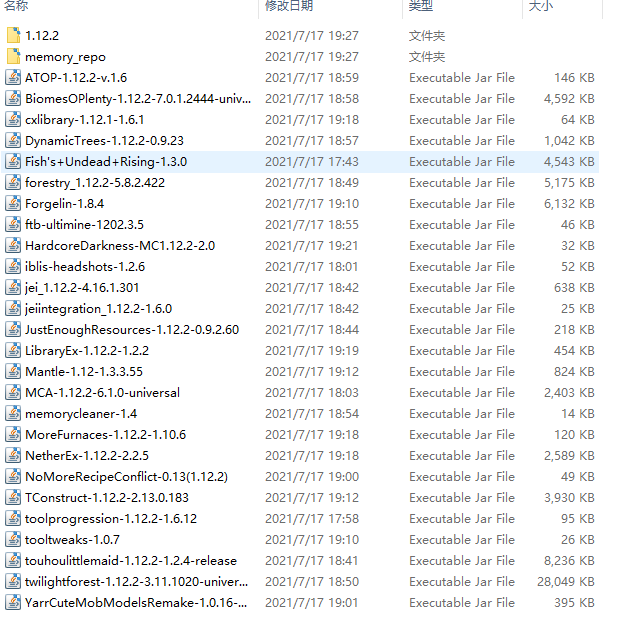 名称 修改日期 类型 大小
1.12.2 2021/7/17 19:27 文件夹
memory_repo 2021/7/17 19:27 文件夹
ATOP-1.12.2-v.1.6 2021/7/17 18:59 Executable Jar File 146 KB
BiomesOPlenty-1.12.2-7.0.1.2444-univ... 2021/7/17 18:58 Executable Jar File 4,592 KB
cxlibrary-1.12.1-1.6.1 2021/7/17 19:18 Executable Jar File 64 KB
DynamicTrees-1.12.2-0.9.23 2021/7/17 18:57 Executable Jar File 1,042 KB
Fish's+Undead+Rising-1.3.0 2021/7/17 17:43 Executable Jar File 4,543 KB
forestry_1.12.2-5.8.2.422 2021/7/17 18:49 Executable Jar File 5,175 KB
Forgelin-1.8.4 2021/7/17 19:10 Executable Jar File 6,132 KB
ftb-ultimine-1202.3.5 2021/7/17 18:55 Executable Jar File 46 KB
HardcoreDarkness-MC1.12.2-2.0 2021/7/17 19:21 Executable Jar File 32 KB
iblis-headshots-1.2.6 2021/7/17 18:01 Executable Jar File 52 KB
jei_1.12.2-4.16.1.301 2021/7/17 18:42 Executable Jar File 638 KB
jeiintegration_1.12.2-1.6.0 2021/7/17 18:42 Executable Jar File 25 KB
JustEnoughResources-1.12.2-0.9.2.60 2021/7/17 18:44 Executable Jar File 218 KB
LibraryEx-1.12.2-1.2.2 2021/7/17 19:19 Executable Jar File 454 KB
Mantle-1.12-1.3.3.55 2021/7/17 19:12 Executable Jar File 824 KB
MCA-1.12.2-6.1.0-universal 2021/7/17 18:03 Executable Jar File 2,403 KB
memorycleaner-1.4 2021/7/17 18:54 Executable Jar File 14 KB
MoreFurnaces-1.12.2-1.10.6 2021/7/17 19:18 Executable Jar File 120 KB
NetherEx-1.12.2-2.2.5 2021/7/17 19:18 Executable Jar File 2,589 KB
NoMoreRecipeConflict-0.13(1.12.2) 2021/7/17 19:00 Executable Jar File 49 KB
TConstruct-1.12.2-2.13.0.183 2021/7/17 19:12 Executable Jar File 3,930 KB
toolprogression-1.12.2-1.6.12 2021/7/17 17:58 Executable Jar File 95 KB
tooltweaks-1.0.7 2021/7/17 19:10 Executable Jar File 26 KB
touhoulittlemaid-1.12.2-1.2.4-release 2021/7/17 18:41 Executable Jar File 8,236 KB
twilightforest-1.12.2-3.11.1020-univer... 2021/7/17 18:50 Executable Jar File 28,049 KB
YarrCuteMobModelsRemake-1.0.16-... 2021/7/17 19:01 Executable Jar File 395 KB